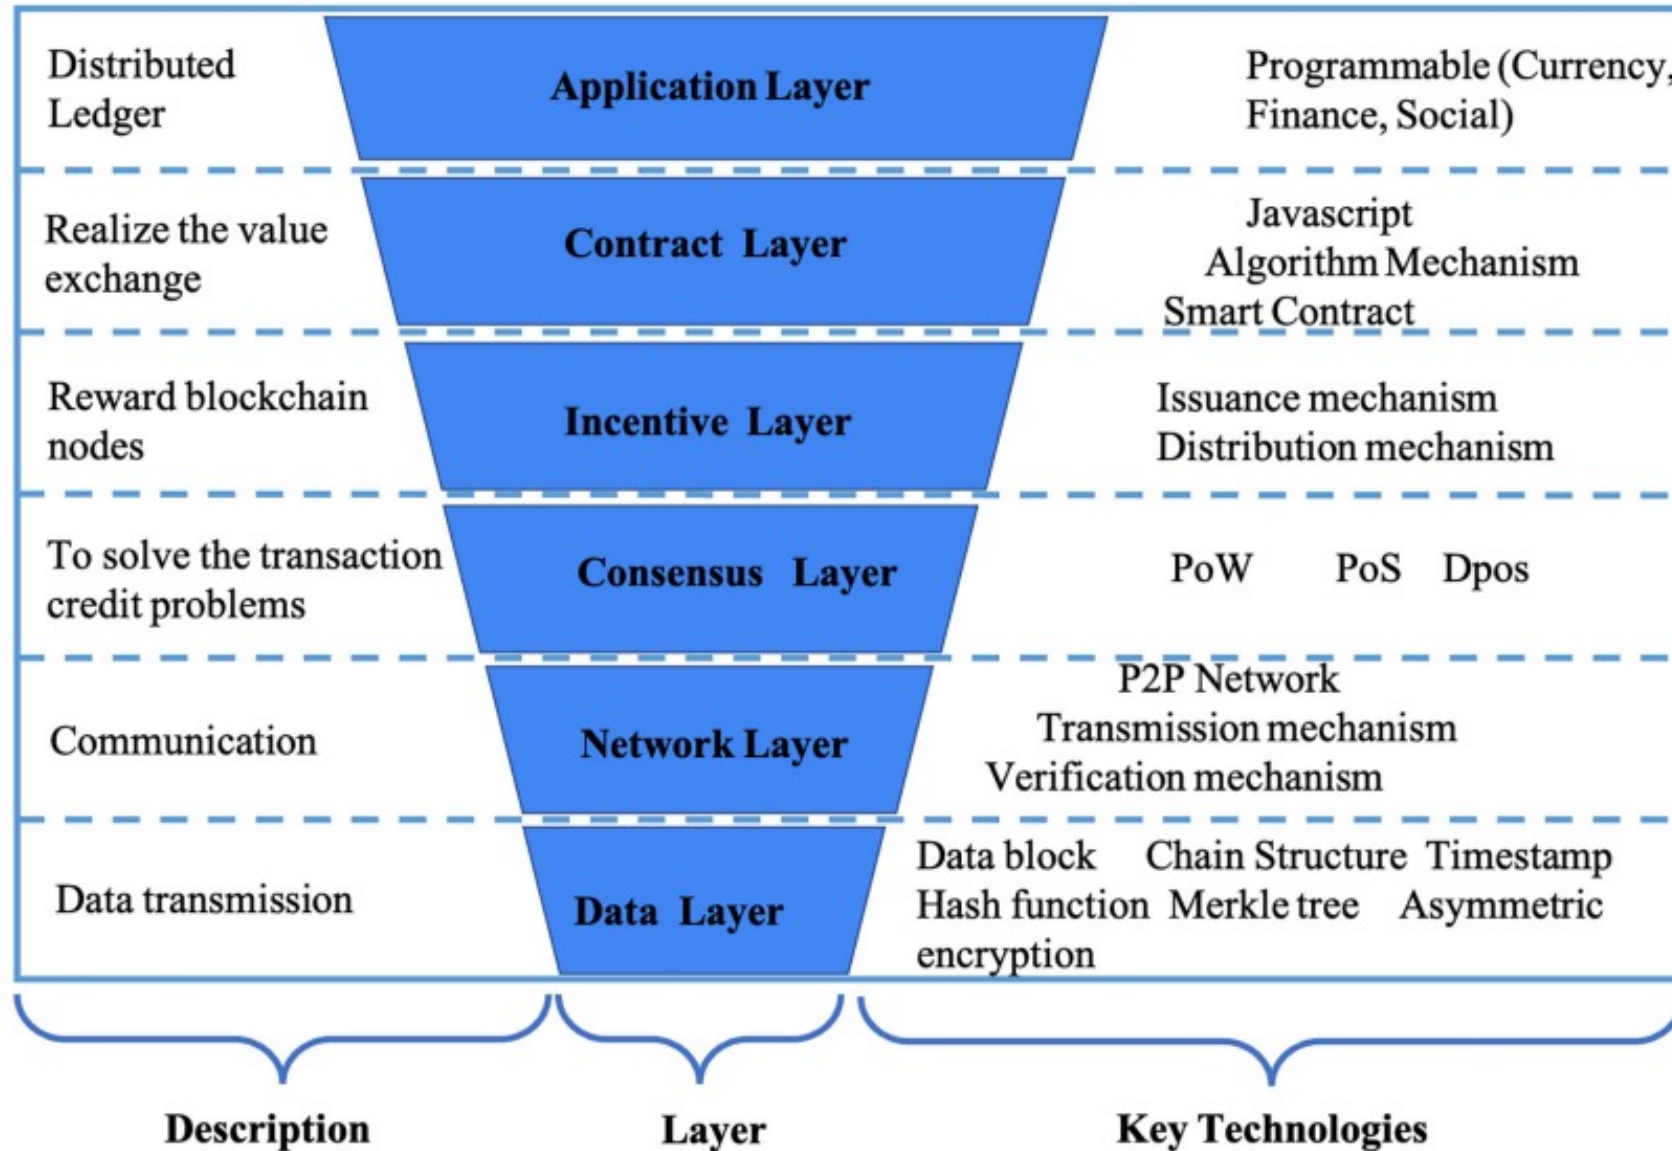 Distributed
Ledger
Application Layer
Programmable (Currency,
Finance, Social)
Realize the value
exchange
Contract Layer
Javascript
Algorithm Mechanism
Smart Contract
Reward blockchain
nodes
Incentive Layer
Issuance mechanism
Distribution mechanism
To solve the transaction
credit problems
Consensus Layer
PoW PoS Dpos
Communication
Network Layer
P2P Network
Transmission mechanism
Verification mechanism
Data transmission
Data Layer
Data block Chain Structure Timestamp
Hash function Merkle tree Asymmetric
encryption
Description Layer Key Technologies